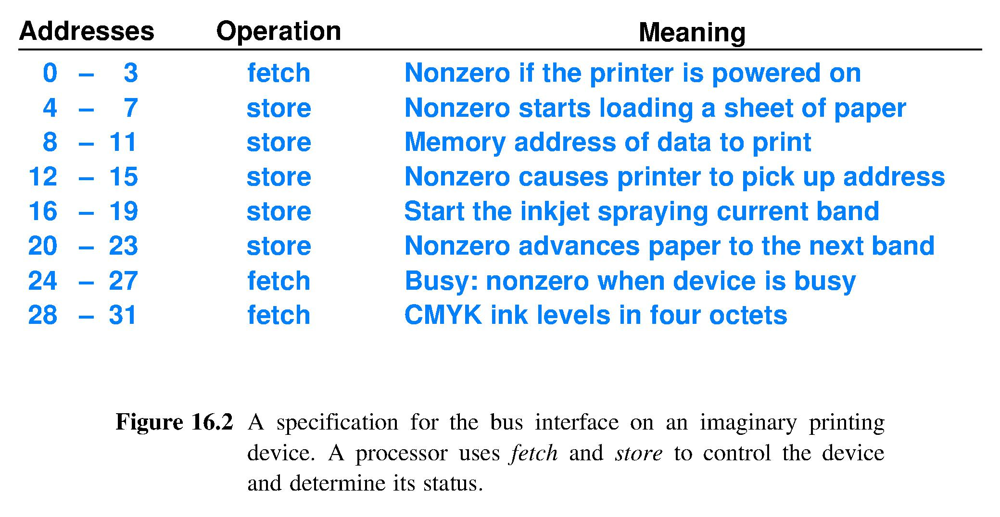 Addresses Operation Meaning
0 – 3 fetch Nonzero if the printer is powered on
4 – 7 store Nonzero starts loading a sheet of paper
8 – 11 store Memory address of data to print
12 – 15 store Nonzero causes printer to pick up address
16 – 19 store Start the inkjet spraying current band
20 – 23 store Nonzero advances paper to the next band
24 – 27 fetch Busy: nonzero when device is busy
28 – 31 fetch CMYK ink levels in four octets
Figure 16.2 A specification for the bus interface on an imaginary printing
device. A processor uses fetch and store to control the device
and determine its status.